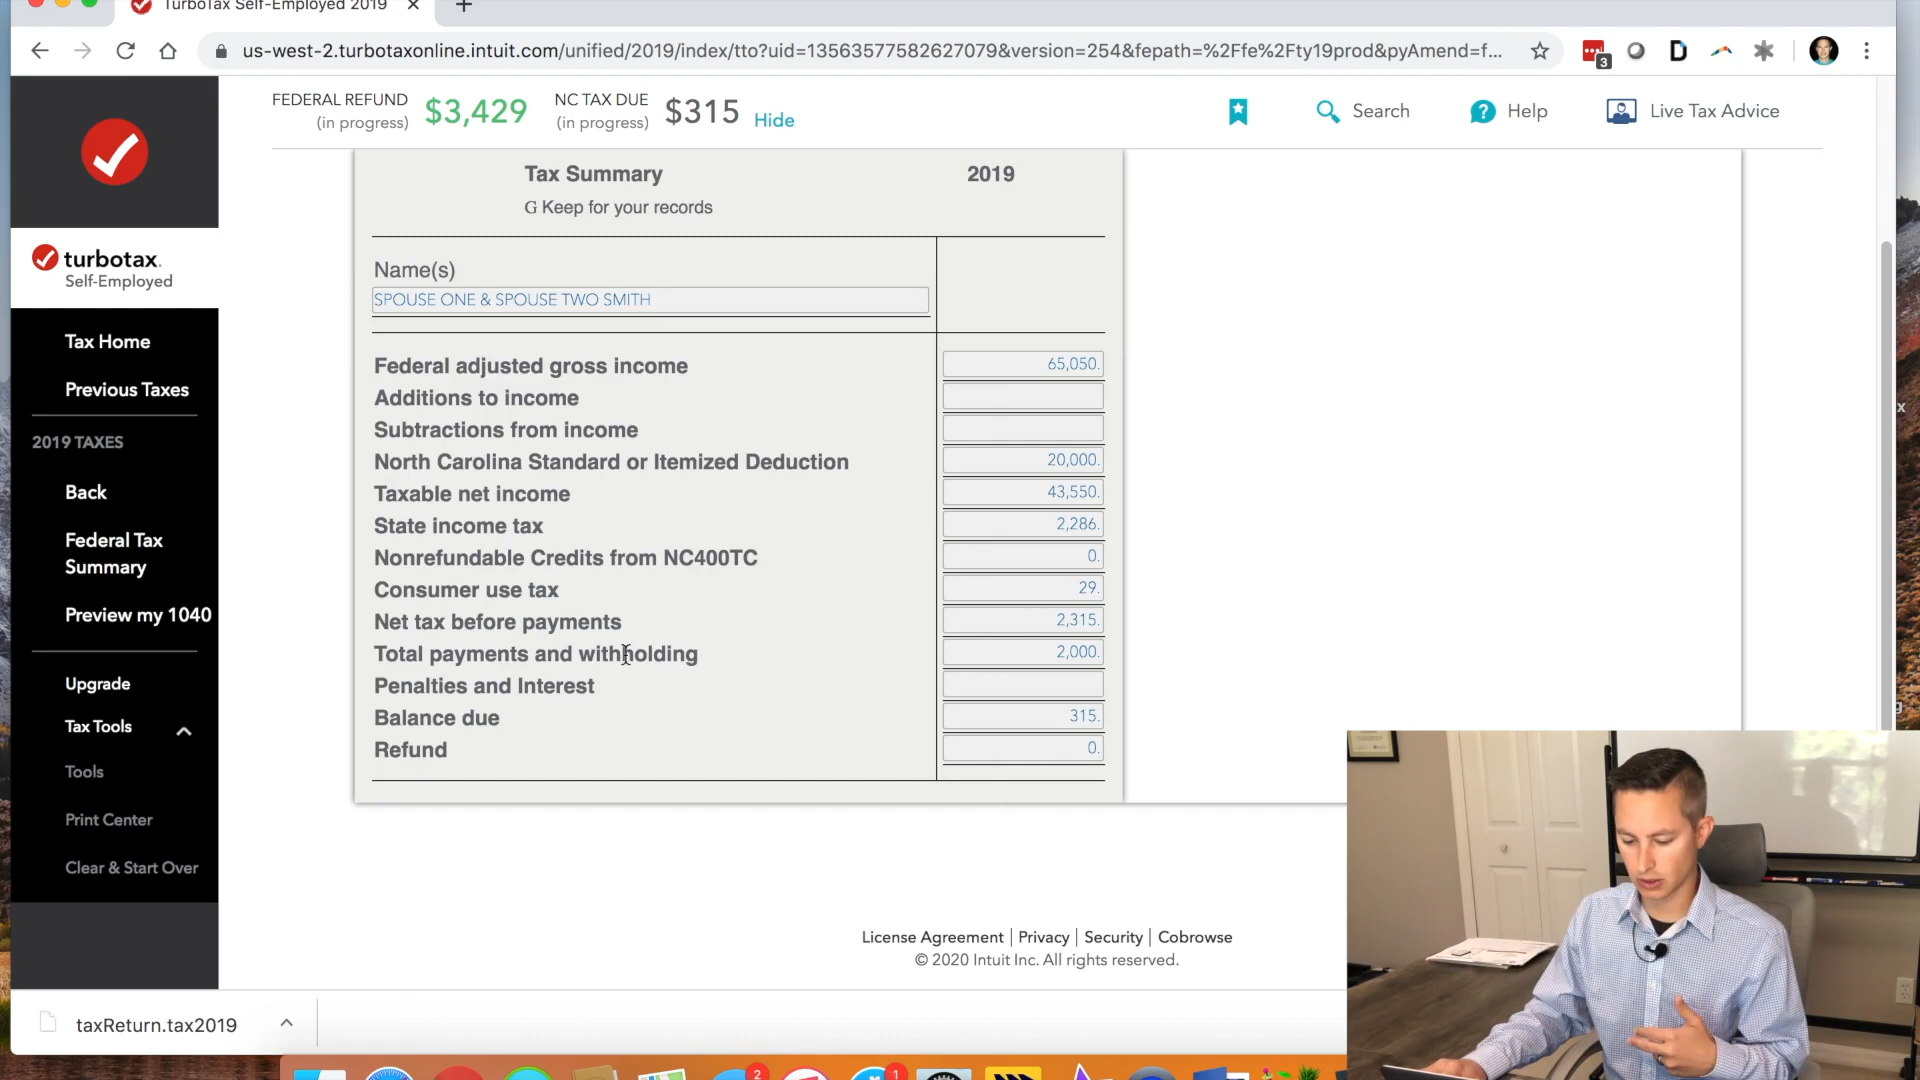 TurboTax Self-Employed 2019
us-west-2.turbotaxonline.intuit.com/unified/2019/index/tto?uid=13563577582627079&version=254&fepath=%2Ffe%2Fty19prod&pyAmend=f...
3
FEDERAL REFUND
(in progress)
$3,429
NC TAX DUE
(in progress)
$315
Hide
Search
Help
Live Tax Advice
turbotax.
Self-Employed
Tax Home
Previous Taxes
2019 TAXES
Back
Federal Tax
Summary
Preview my 1040
Upgrade
Tax Tools
Tools
Print Center
Clear & Start Over
Tax Summary 2019
G Keep for your records
Name(s)
SPOUSE ONE & SPOUSE TWO SMITH
Federal adjusted gross income 65,050.
Additions to income
Subtractions from income
North Carolina Standard or Itemized Deduction 20,000.
Taxable net income 43,550.
State income tax 2,286.
Nonrefundable Credits from NC400TC 0.
Consumer use tax 29.
Net tax before payments 2,315.
Total payments and withholding 2,000.
Penalties and Interest
Balance due 315.
Refund 0.
License Agreement | Privacy | Security | Cobrowse
© 2020 Intuit Inc. All rights reserved.
taxReturn.tax2019
2
1